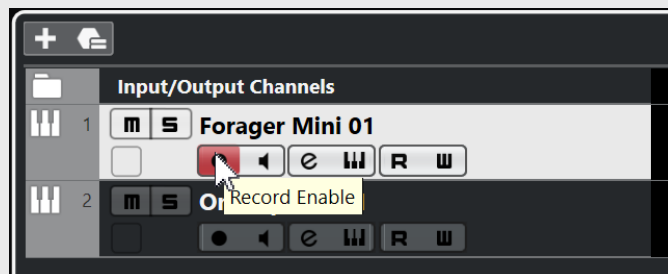 Input/Output Channels
1 m S Forager Mini 01
e R W
Record Enable
2 m S
e R W